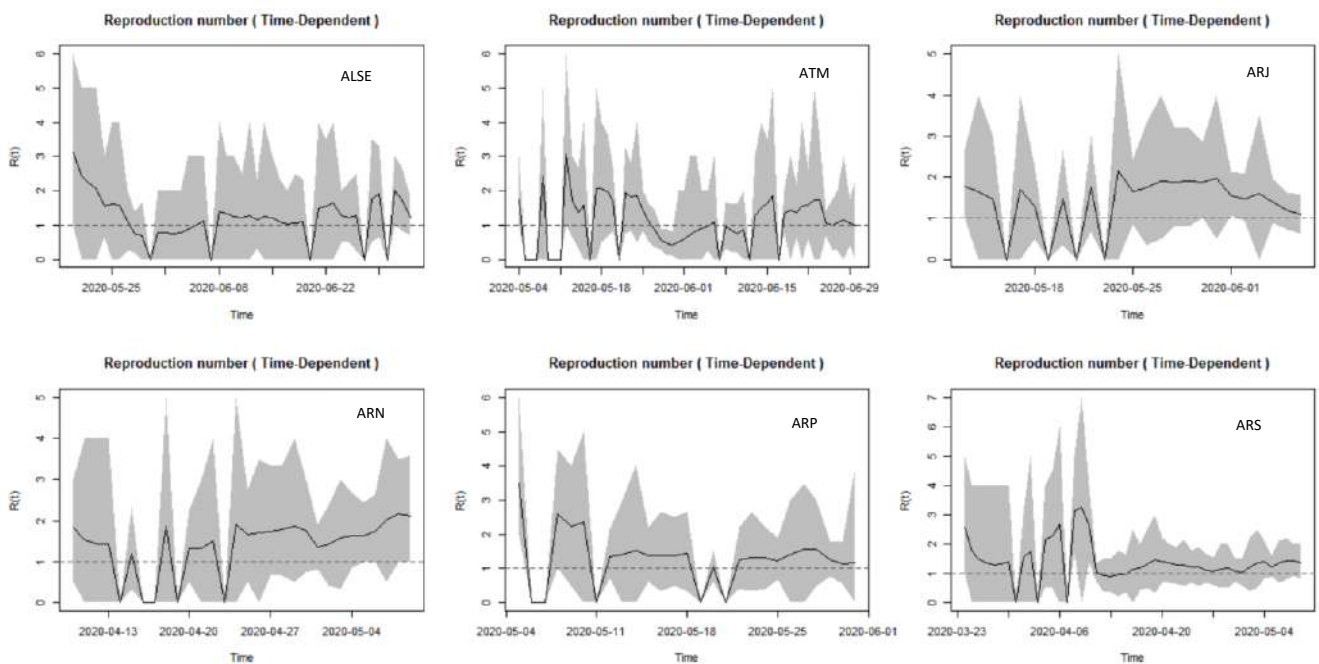 Reproduction number ( Time-Dependent )
ALSE
R(t)
6
5
4
3
2
1
0
2020-05-25
2020-06-08
2020-06-22
Time
Reproduction number ( Time-Dependent )
ATM
R(t)
6
5
4
3
2
1
0
2020-05-04
2020-05-18
2020-06-01
2020-06-15
2020-06-29
Time
Reproduction number ( Time-Dependent )
ARJ
R(t)
5
4
3
2
1
0
2020-05-18
2020-05-25
2020-06-01
Time
Reproduction number ( Time-Dependent )
ARN
R(t)
5
4
3
2
1
0
2020-04-13
2020-04-20
2020-04-27
2020-05-04
Time
Reproduction number ( Time-Dependent )
ARP
R(t)
6
5
4
3
2
1
0
2020-05-04
2020-05-11
2020-05-18
2020-05-25
2020-06-01
Time
Reproduction number ( Time-Dependent )
ARS
R(t)
7
6
5
4
3
2
1
0
2020-03-23
2020-04-06
2020-04-20
2020-05-04
Time